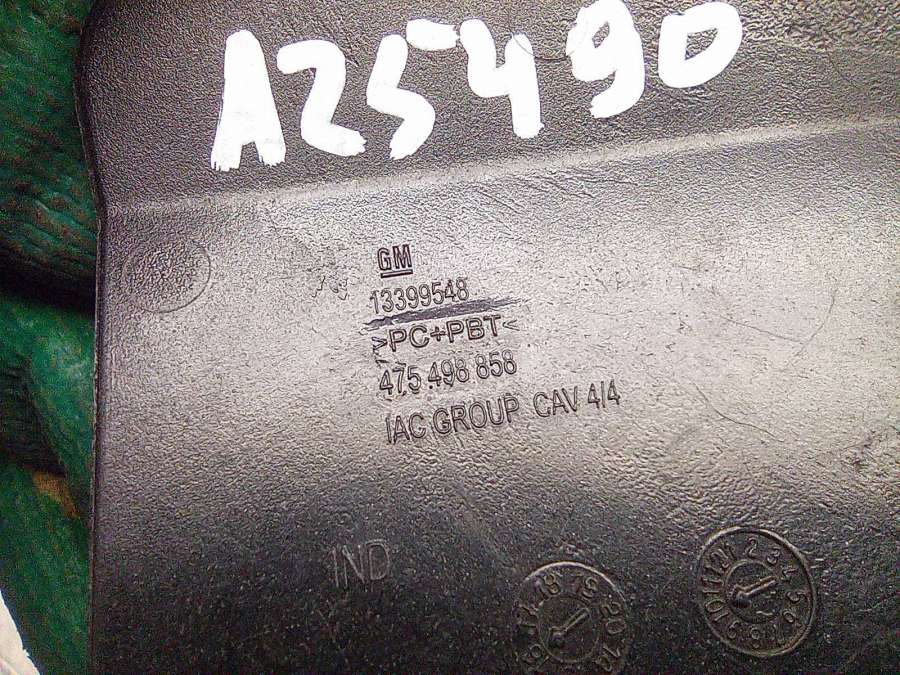 A25490
GM
13399548
>PC+PBT<
475 498 858
IAC GROUP CAV 4/4
IND